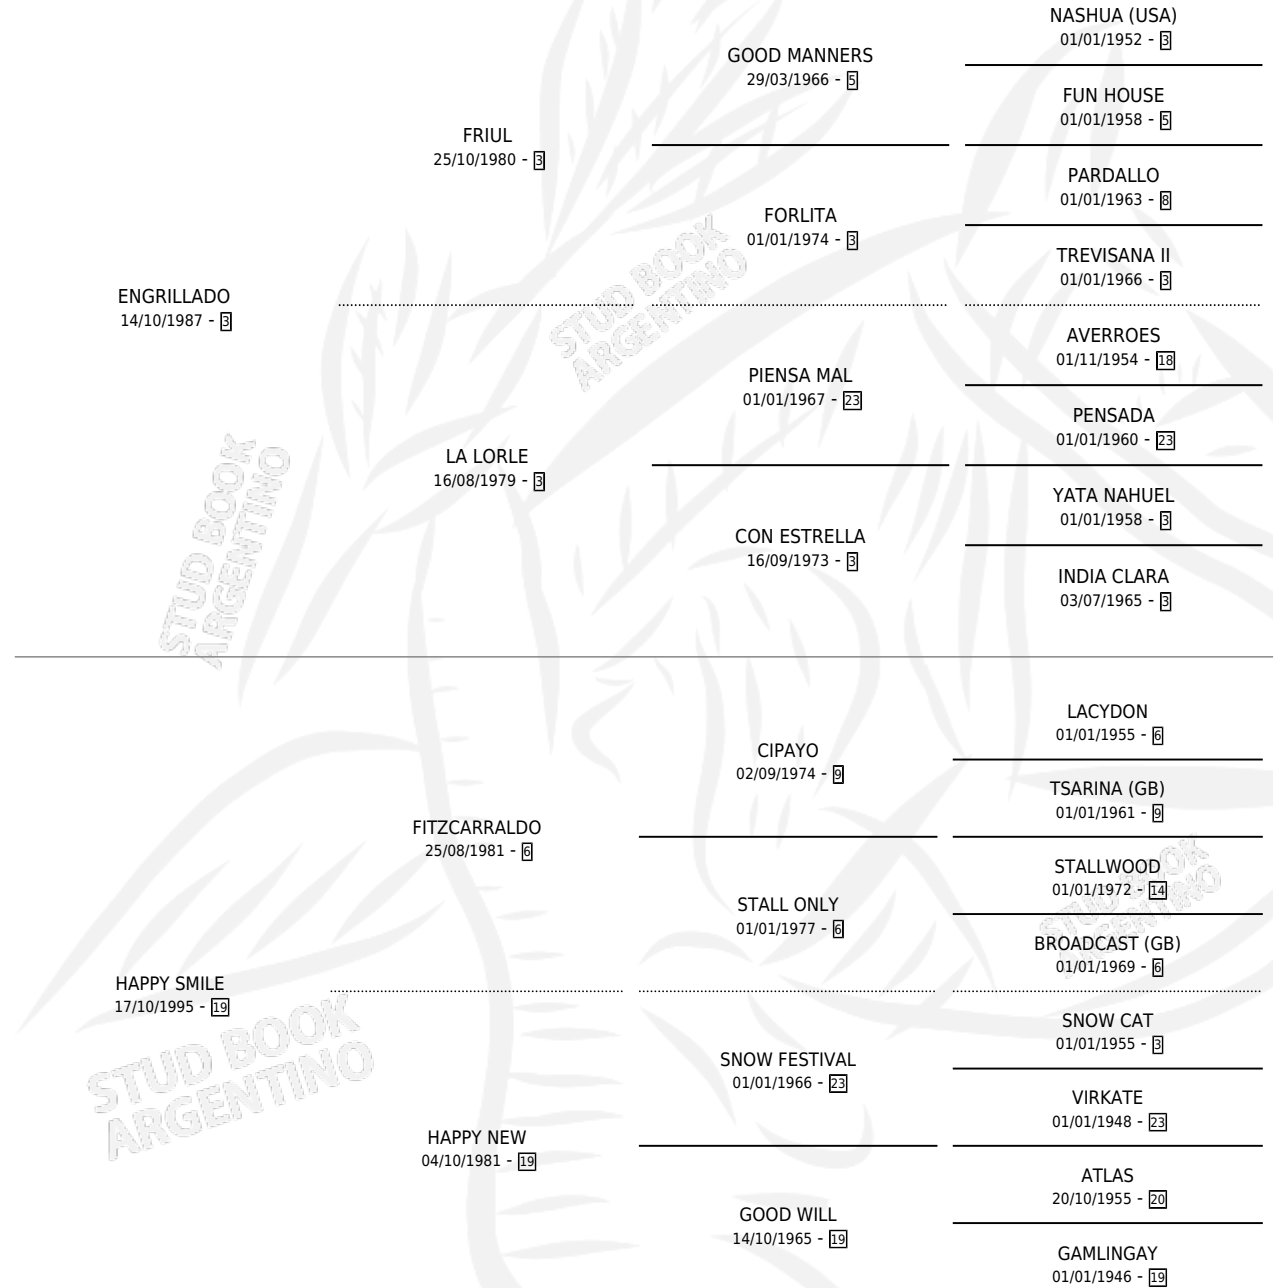 NASHUA (USA)
01/01/1952 - 3
GOOD MANNERS
29/03/1966 - 5
FUN HOUSE
01/01/1958 - 5
FRIUL
25/10/1980 - 3
PARDALLO
01/01/1963 - 8
FORLITA
01/01/1974 - 3
TREVISANA II
01/01/1966 - 3
STUD BOOK
ARGENTINO
ENGRILLADO
14/10/1987 - 3
AVERROES
01/11/1954 - 18
PIENSA MAL
01/01/1967 - 23
PENSADA
01/01/1960 - 23
LA LORLE
16/08/1979 - 3
YATA NAHUEL
01/01/1958 - 3
CON ESTRELLA
16/09/1973 - 3
INDIA CLARA
03/07/1965 - 3
STUD BOOK
ARGENTINO
LACYDON
01/01/1955 - 6
CIPAYO
02/09/1974 - 9
TSARINA (GB)
01/01/1961 - 9
FITZCARRALDO
25/08/1981 - 6
STALLWOOD
01/01/1972 - 14
STALL ONLY
01/01/1977 - 6
BROADCAST (GB)
01/01/1969 - 6
STUD BOOK
ARGENTINO
HAPPY SMILE
17/10/1995 - 19
SNOW CAT
01/01/1955 - 3
SNOW FESTIVAL
01/01/1966 - 23
VIRKATE
01/01/1948 - 23
STUD BOOK
ARGENTINO
HAPPY NEW
04/10/1981 - 19
ATLAS
20/10/1955 - 20
GOOD WILL
14/10/1965 - 19
GAMLINGAY
01/01/1946 - 19